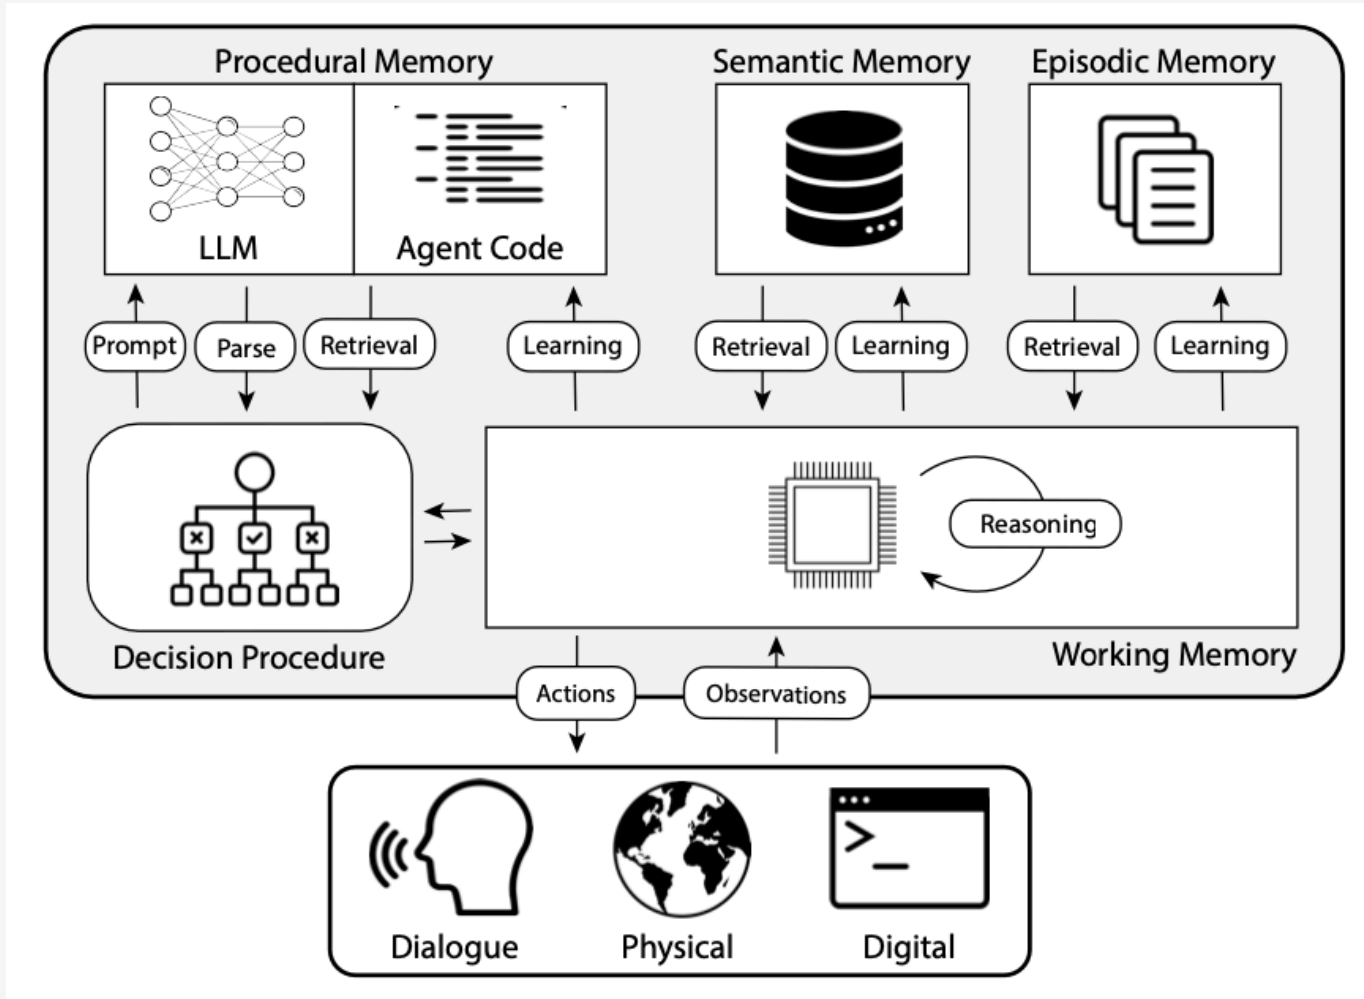 Procedural Memory
Semantic Memory
Episodic Memory
LLM
Agent Code
Prompt
Parse
Retrieval
Learning
Retrieval
Learning
Retrieval
Learning
Reasoning
Decision Procedure
Working Memory
Actions
Observations
>_
Dialogue
Physical
Digital